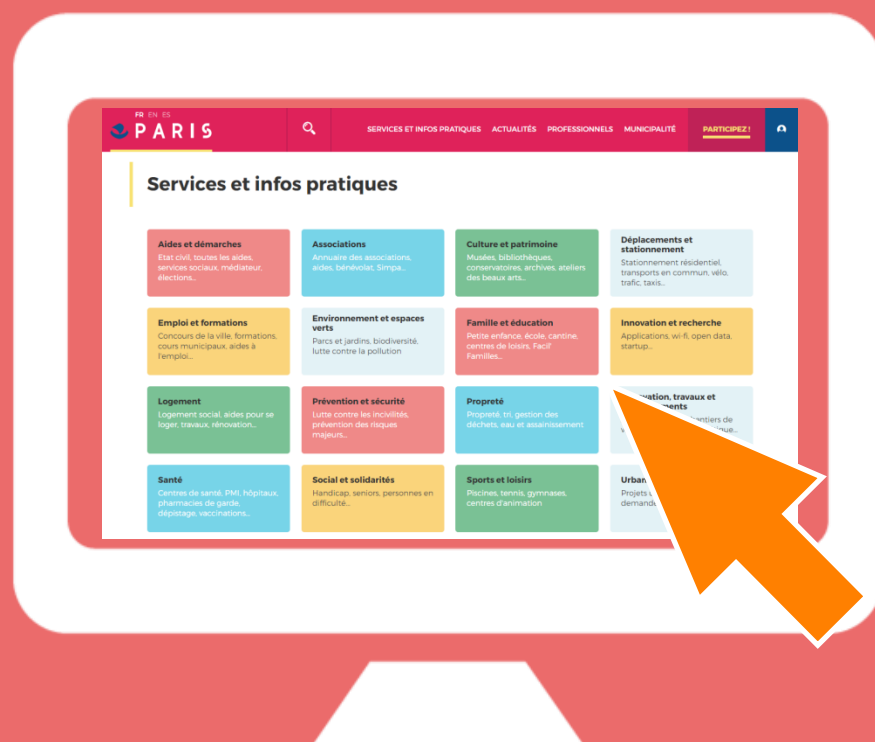 FR EN ES
PARIS
SERVICES ET INFOS PRATIQUES ACTUALITÉS PROFESSIONNELS MUNICIPALITÉ PARTICIPEZ !
Services et infos pratiques
Aides et démarches
Etat civil, toutes les aides,
services sociaux, médiateur,
élections...
Associations
Annuaire des associations,
aides, bénévolat, Simpa...
Culture et patrimoine
Musées, bibliothèques,
conservatoires, archives, ateliers
des beaux arts...
Déplacements et
stationnement
Stationnement résidentiel,
transports en commun, vélo,
trafic, taxis...
Emploi et formations
Concours de la ville, formations,
cours municipaux, aides à
l'emploi...
Environnement et espaces
verts
Parcs et jardins, biodiversité,
lutte contre la pollution
Famille et éducation
Petite enfance, école, cantine,
centres de loisirs, Facil'
Familles...
Innovation et recherche
Applications, wi-fi, open data,
startup...
Logement
Logement social, aides pour se
loger, travaux, rénovation...
Prévention et sécurité
Lutte contre les incivilités,
prévention des risques
majeurs...
Propreté
Propreté, tri, gestion des
déchets, eau et assainissement
travaux et
de
Santé
Centres de santé, PMI, hôpitaux,
pharmacies de garde,
dépistage, vaccinations...
Social et solidarités
Handicap, seniors, personnes en
difficulté...
Sports et loisirs
Piscines, tennis, gymnases,
centres d'animation
Projets